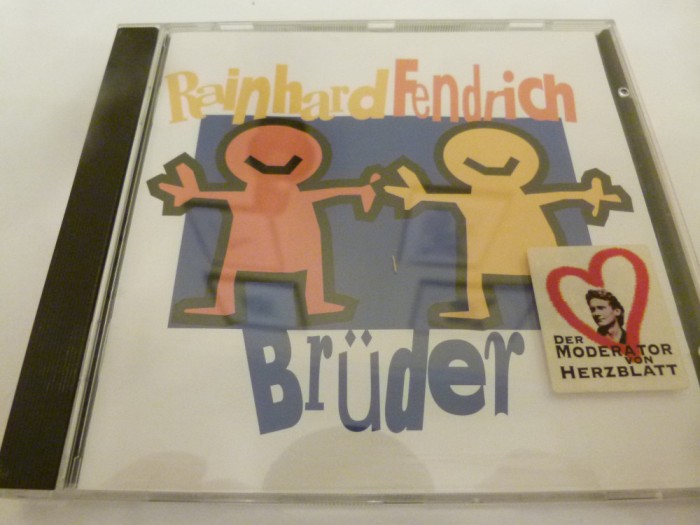 Rainhard Fendrich
Brüder
DER
MODERATOR
VON
HERZBLATT